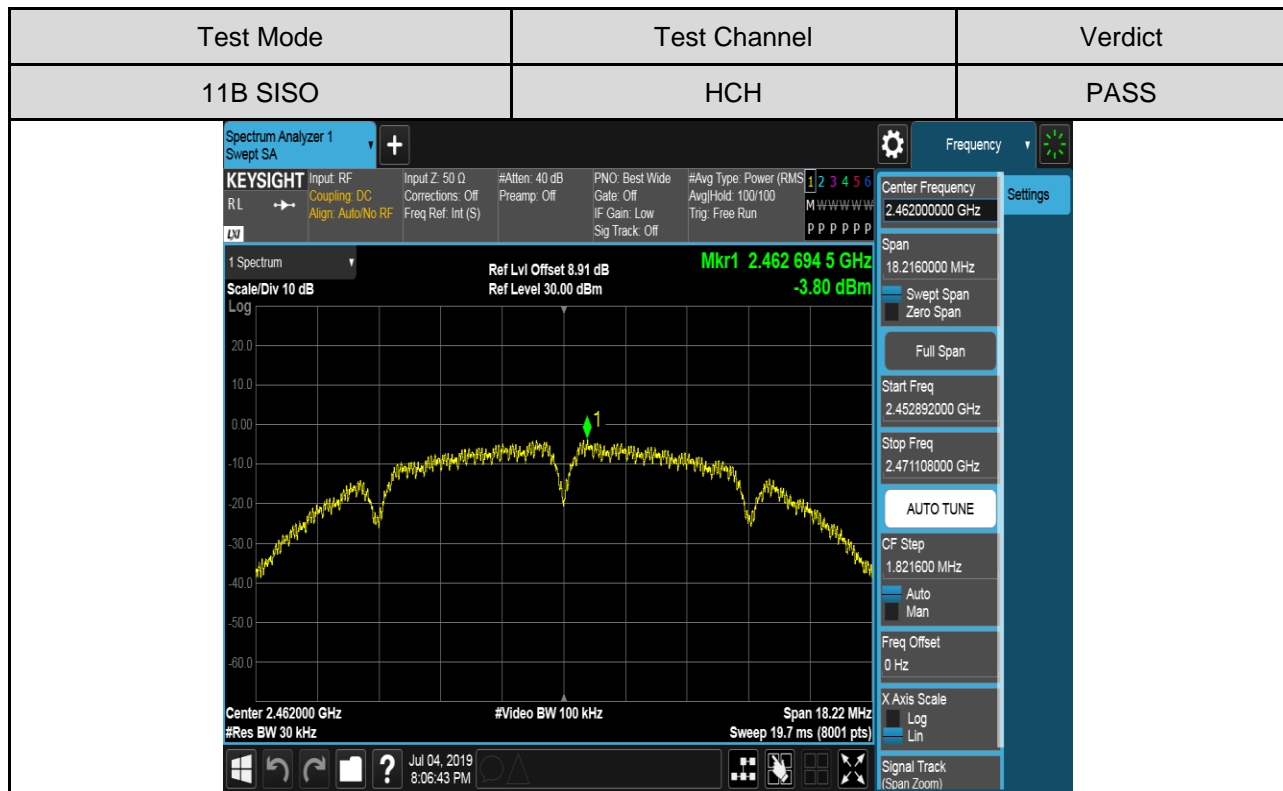 Test Mode Test Channel Verdict
11B SISO HCH PASS
Spectrum Analyzer 1
Swept SA
+
Frequency
KEYSIGHT Input: RF Input Z: 50 Ω #Atten: 40 dB PNO: Best Wide #Avg Type: Power (RMS 1 2 3 4 5 6
RL Coupling: DC Corrections: Off Preamp: Off Gate: Off Avg|Hold: 100/100 M W W W W W
Align: Auto/No RF Freq Ref: Int (S) IF Gain: Low Trig: Free Run
LXI Sig Track: Off P P P P P P
1 Spectrum
Scale/Div 10 dB
Ref Lvl Offset 8.91 dB
Ref Level 30.00 dBm
Mkr1 2.462 694 5 GHz
-3.80 dBm
Log
20.0
10.0
0.00
1
-10.0
-20.0
-30.0
-40.0
-50.0
-60.0
Center 2.462000 GHz #Video BW 100 kHz Span 18.22 MHz
#Res BW 30 kHz Sweep 19.7 ms (8001 pts)
Center Frequency
2.462000000 GHz
Settings
Span
18.2160000 MHz
Swept Span
Zero Span
Full Span
Start Freq
2.452892000 GHz
Stop Freq
2.471108000 GHz
AUTO TUNE
CF Step
1.821600 MHz
Auto
Man
Freq Offset
0 Hz
X Axis Scale
Log
Lin
Signal Track
(Span Zoom)
?
Jul 04, 2019
8:06:43 PM